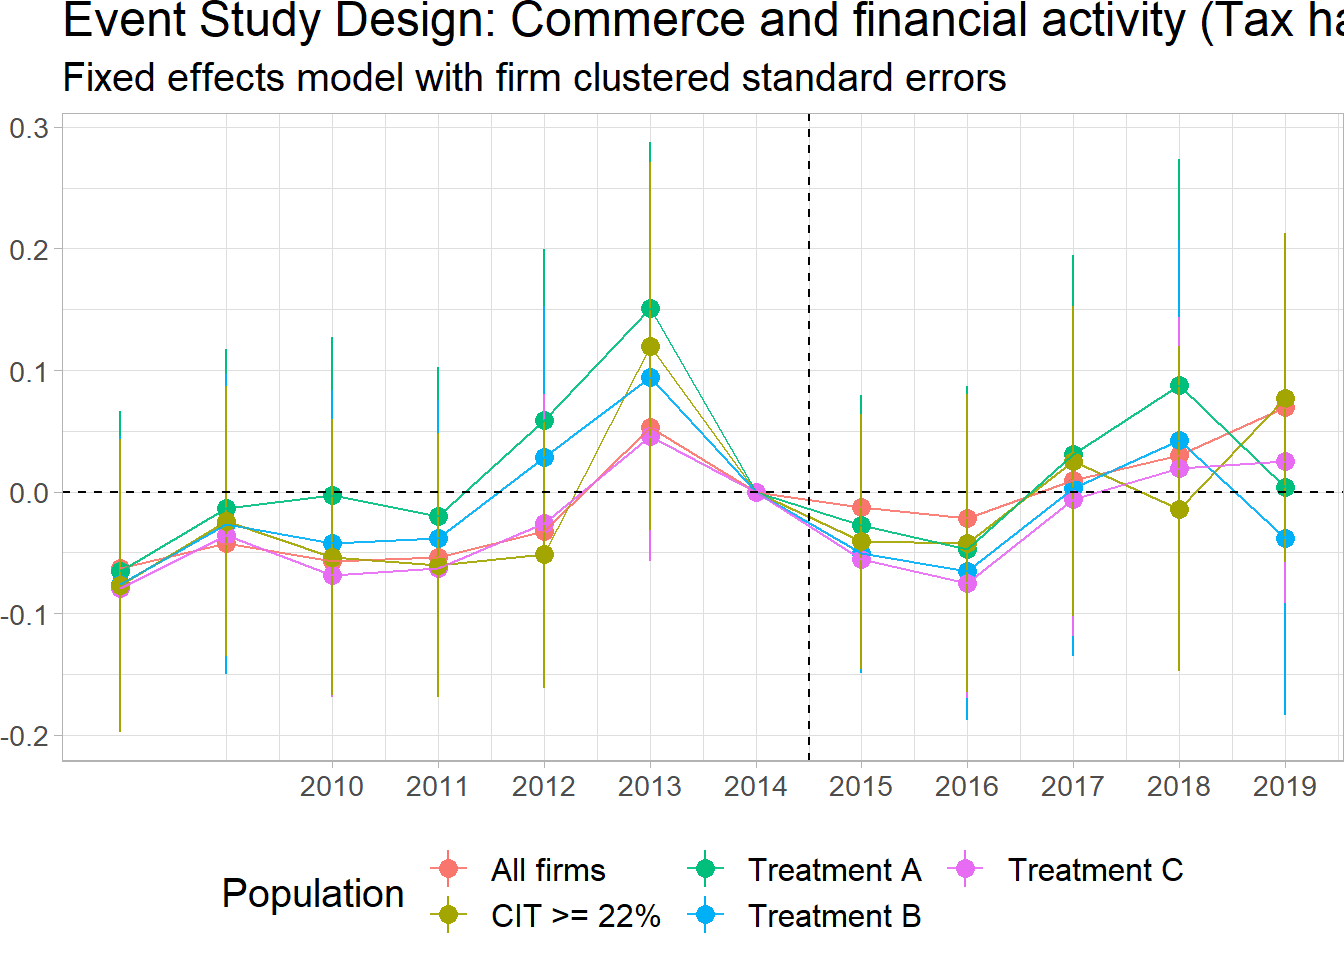 Event Study Design: Commerce and financial activity (Tax ha
Fixed effects model with firm clustered standard errors
0.3
0.2
0.1
0.0
-0.1
-0.2
2010 2011 2012 2013 2014 2015 2016 2017 2018 2019
Population
All firms Treatment A Treatment C
CIT >= 22% Treatment B